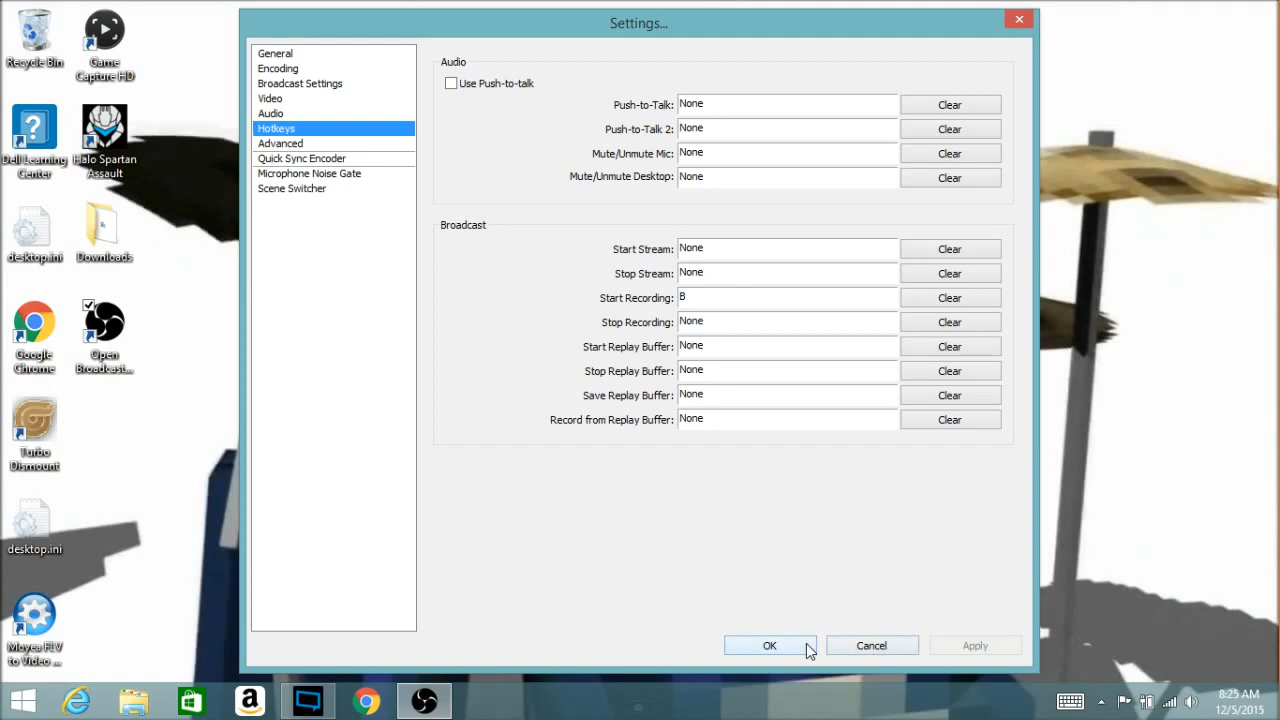 Settings...
Recycle Bin
Game
Capture HD
Dell Learning
Center
Halo Spartan
Assault
desktop.ini
Downloads
Google
Chrome
Open
Broadcast...
Turbo
Dismount
desktop.ini
Moyea FLV
to Video ...
General
Encoding
Broadcast Settings
Video
Audio
Hotkeys
Advanced
Quick Sync Encoder
Microphone Noise Gate
Scene Switcher
Audio
Use Push-to-talk
Push-to-Talk: None Clear
Push-to-Talk 2: None Clear
Mute/Unmute Mic: None Clear
Mute/Unmute Desktop: None Clear
Broadcast
Start Stream: None Clear
Stop Stream: None Clear
Start Recording: B Clear
Stop Recording: None Clear
Start Replay Buffer: None Clear
Stop Replay Buffer: None Clear
Save Replay Buffer: None Clear
Record from Replay Buffer: None Clear
OK Cancel Apply
8:25 AM
12/5/2015